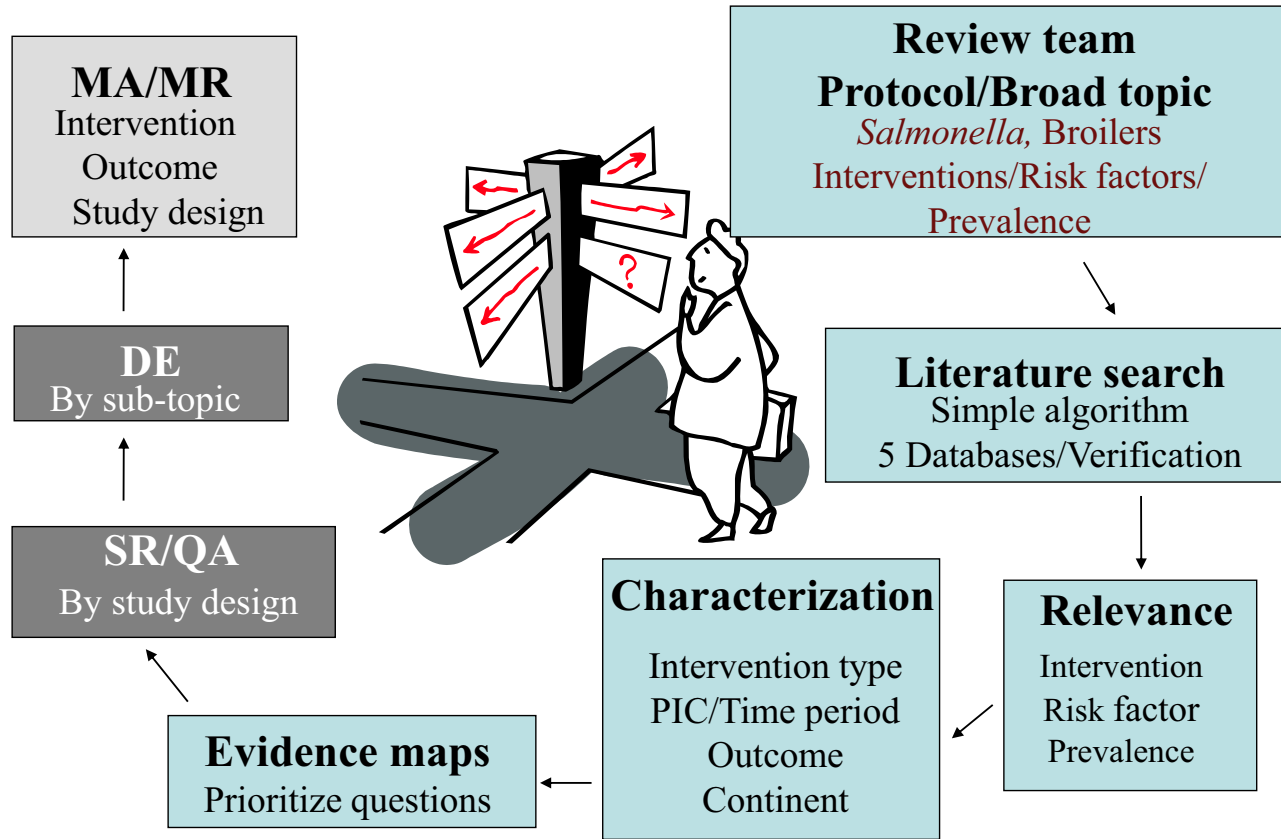 Review team
Protocol/Broad topic
Salmonella, Broilers
Interventions/Risk factors/
Prevalence
Literature search
Simple algorithm
5 Databases/Verification
Relevance
Intervention
Risk factor
Prevalence
Characterization
Intervention type
PIC/Time period
Outcome
Continent
Evidence maps
Prioritize questions
SR/QA
By study design
DE
By sub-topic
MA/MR
Intervention
Outcome
Study design
?